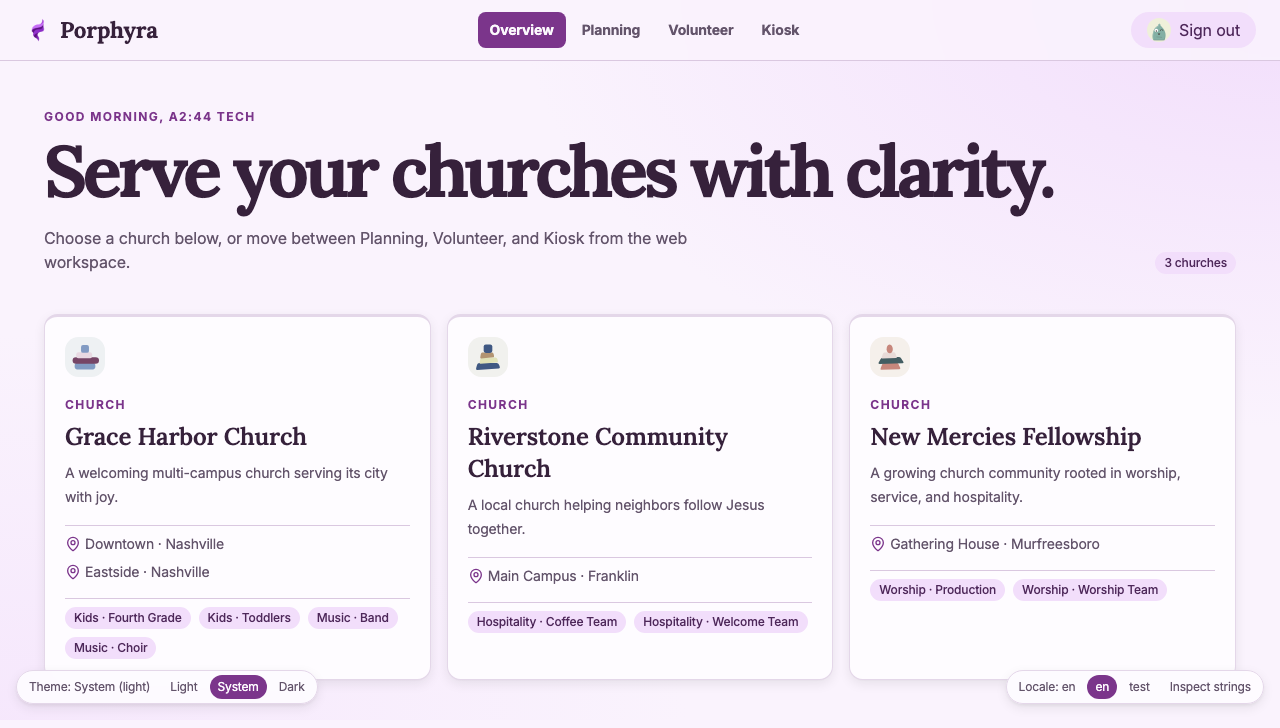 Porphyra
Overview
Planning
Volunteer
Kiosk
Sign out
GOOD MORNING, A2:44 TECH
Serve your churches with clarity.
Choose a church below, or move between Planning, Volunteer, and Kiosk from the web
workspace.
3 churches
CHURCH
Grace Harbor Church
A welcoming multi-campus church serving its city
with joy.
Downtown · Nashville
Eastside · Nashville
Kids · Fourth Grade
Kids · Toddlers
Music · Band
Music · Choir
CHURCH
Riverstone Community
Church
A local church helping neighbors follow Jesus
together.
Main Campus · Franklin
Hospitality · Coffee Team
Hospitality · Welcome Team
CHURCH
New Mercies Fellowship
A growing church community rooted in worship,
service, and hospitality.
Gathering House · Murfreesboro
Worship · Production
Worship · Worship Team
Theme: System (light)
Light
System
Dark
Locale: en
en
test
Inspect strings